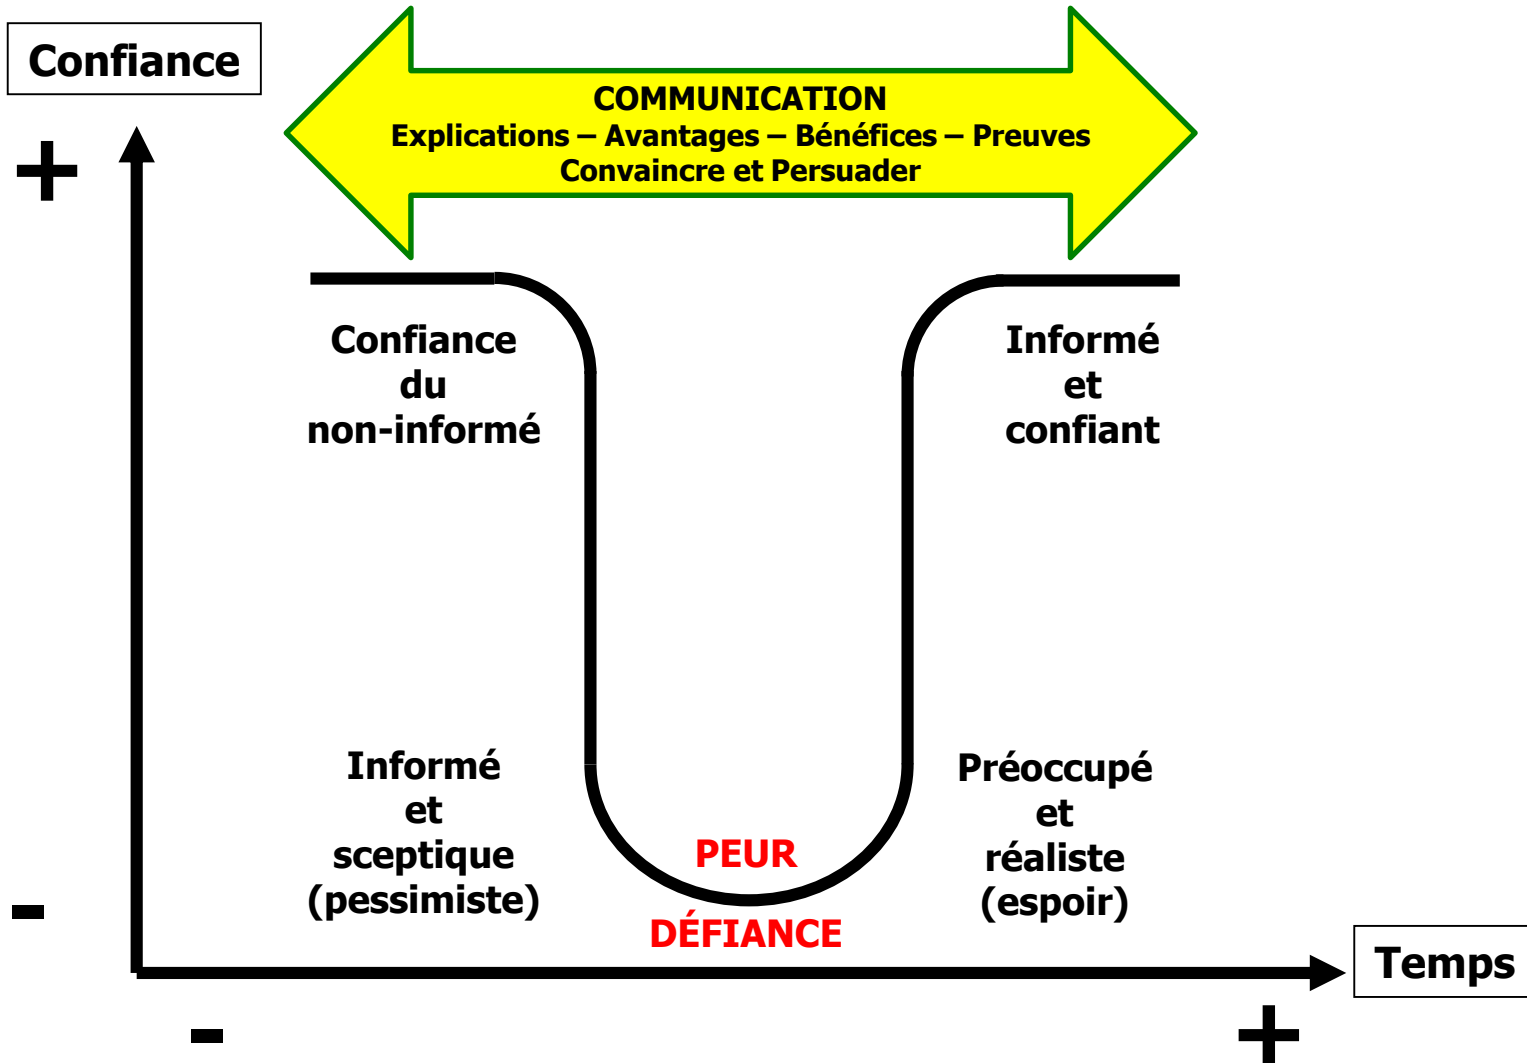 Confiance
COMMUNICATION
Explications – Avantages – Bénéfices – Preuves
Convaincre et Persuader
+
Confiance
du
non-informé
Informé
et
confiant
Informé
et
sceptique
(pessimiste)
PEUR
DÉFIANCE
Préoccupé
et
réaliste
(espoir)
-
Temps
-
+